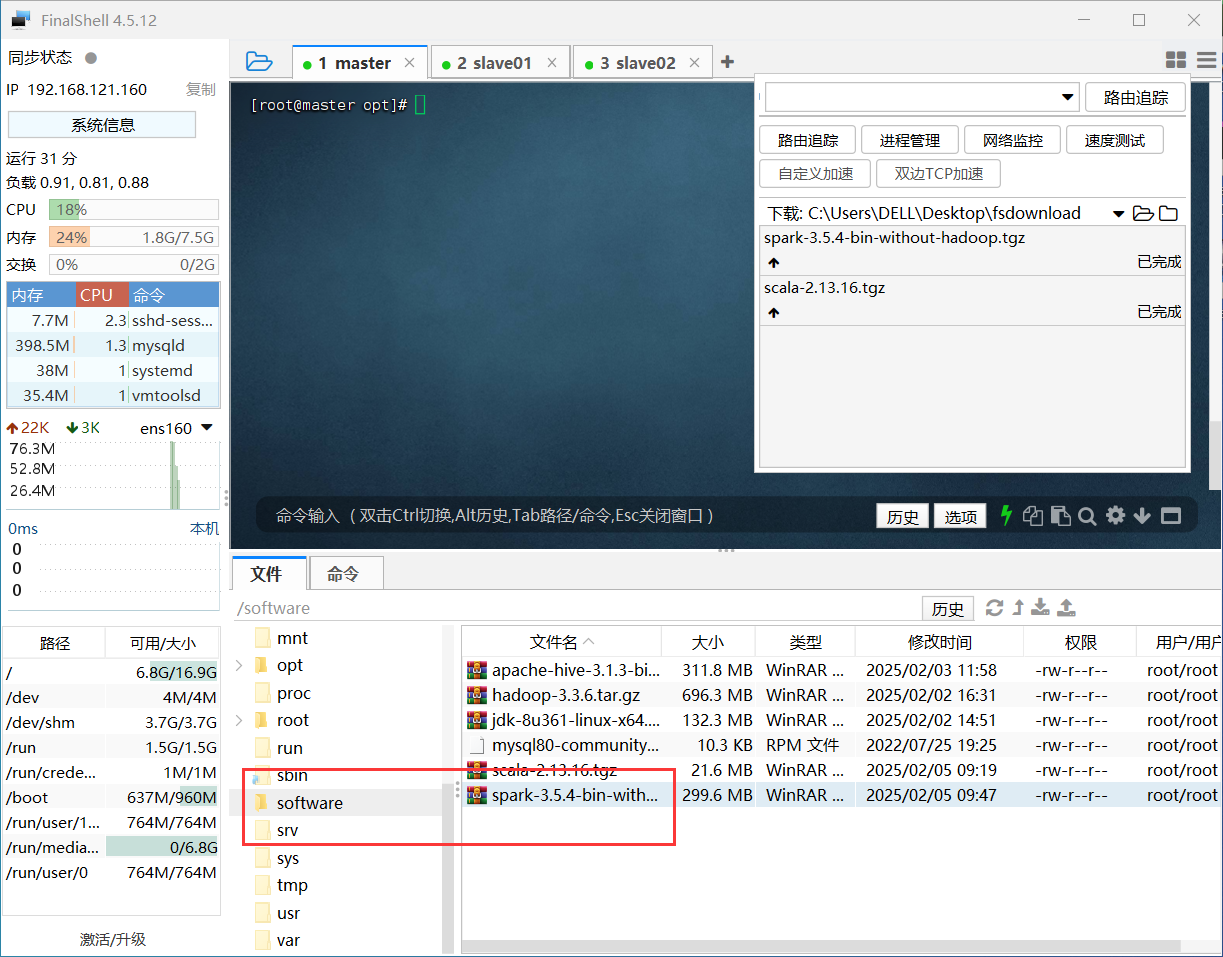 FinalShell 4.5.12
同步状态
IP 192.168.121.160 复制
系统信息
运行 31 分
负载 0.91, 0.81, 0.88
CPU 18%
内存 24% 1.8G/7.5G
交换 0% 0/2G
内存 CPU 命令
7.7M 2.3 sshd-sess...
398.5M 1.3 mysqld
38M 1 systemd
35.4M 1 vmtoolsd
22K 3K ens160
76.3M
52.8M
26.4M
0ms 本机
0
0
0
路径 可用/大小
/ 6.8G/16.9G
/dev 4M/4M
/dev/shm 3.7G/3.7G
/run 1.5G/1.5G
/run/crede... 1M/1M
/boot 637M/960M
/run/user/1... 764M/764M
/run/media... 0/6.8G
/run/user/0 764M/764M
激活/升级
1 master
2 slave01
3 slave02
[root@master opt]#
路由追踪
路由追踪 进程管理 网络监控 速度测试
自定义加速 双边TCP加速
下载: C:\Users\DELL\Desktop\fsdownload
spark-3.5.4-bin-without-hadoop.tgz
已完成
scala-2.13.16.tgz
已完成
命令输入 ( 双击Ctrl切换,Alt历史,Tab路径/命令,Esc关闭窗口 ) 历史 选项
文件 命令
/software 历史
mnt
opt
proc
root
run
sbin
software
srv
sys
tmp
usr
var
文件名 大小 类型 修改时间 权限 用户/用户
apache-hive-3.1.3-bi... 311.8 MB WinRAR ... 2025/02/03 11:58 -rw-r--r-- root/root
hadoop-3.3.6.tar.gz 696.3 MB WinRAR ... 2025/02/02 16:31 -rw-r--r-- root/root
jdk-8u361-linux-x64.... 132.3 MB WinRAR ... 2025/02/02 14:51 -rw-r--r-- root/root
mysql80-community... 10.3 KB RPM 文件 2022/07/25 19:25 -rw-r--r-- root/root
scala-2.13.16.tgz 21.6 MB WinRAR ... 2025/02/05 09:19 -rw-r--r-- root/root
spark-3.5.4-bin-with... 299.6 MB WinRAR ... 2025/02/05 09:47 -rw-r--r-- root/root